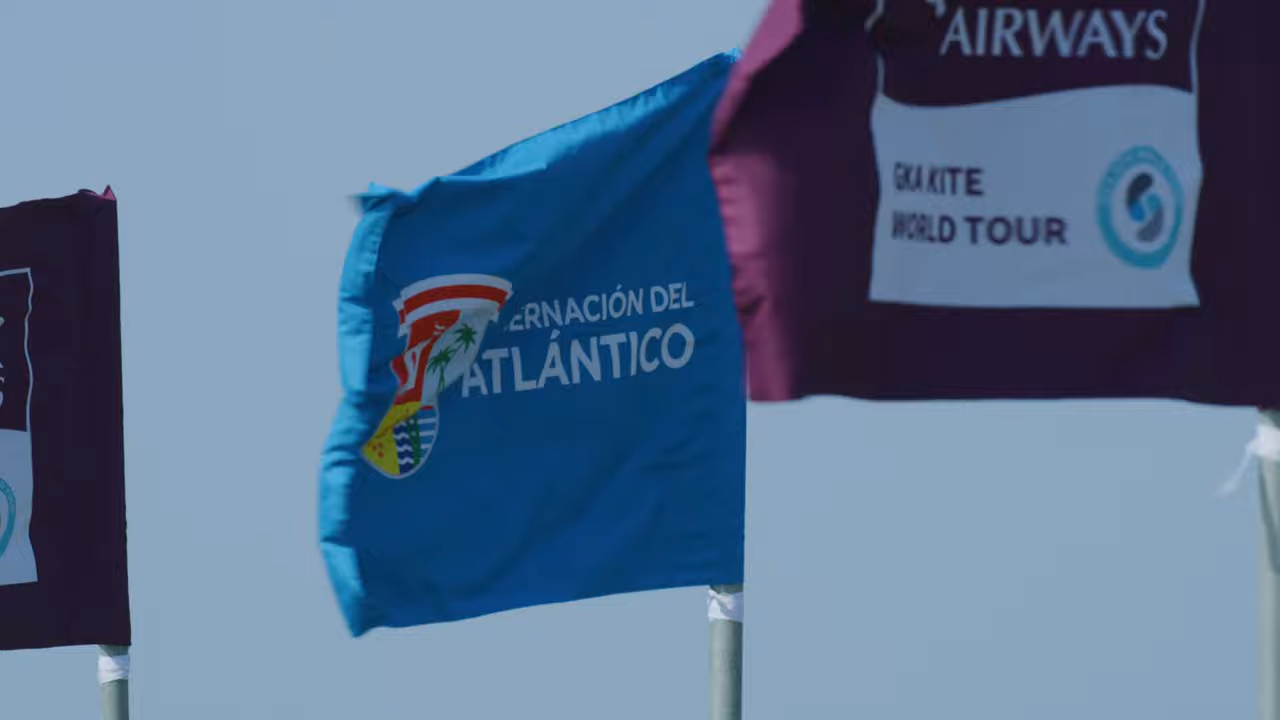 ERNACIÓN DEL
ATLÁNTICO
AIRWAYS
GKA KITE
WORLD TOUR